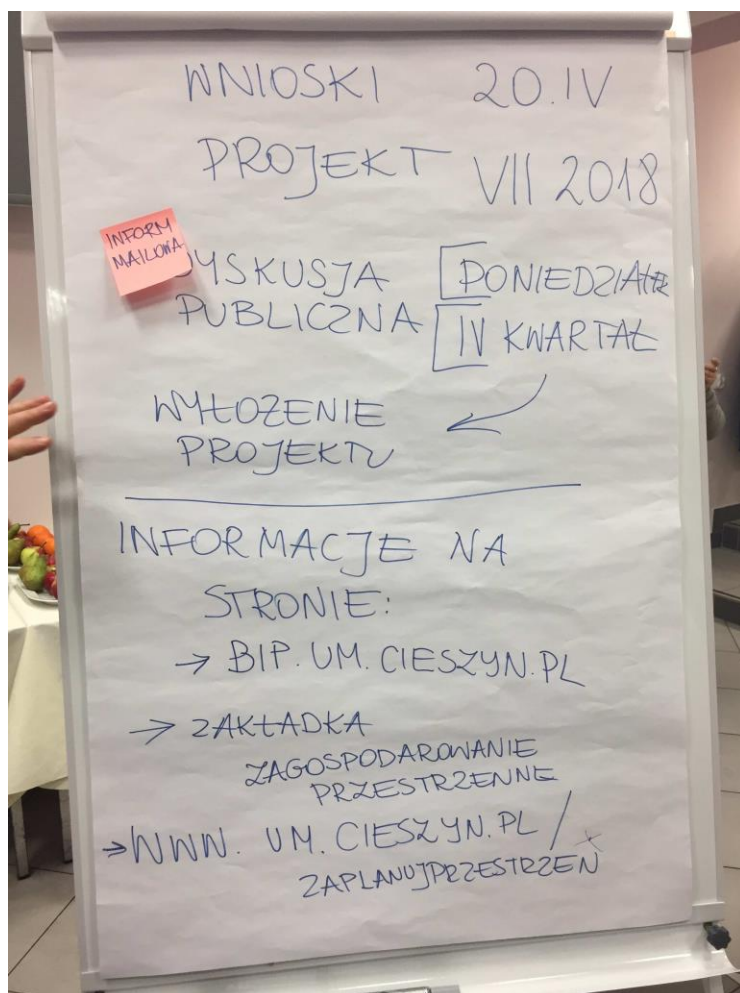 WNIOSKI 20.IV
PROJEKT VII 2018
INFORM
MAILOWA
DYSKUSJA
PUBLICZNA
PONIEDZIAŁEK
IV KWARTAŁ
WYŁOŻENIE
PROJEKTU
INFORMACJE NA
STRONIE:
→ BIP.UM.CIESZYN.PL
→ ZAKŁADKA
ZAGOSPODAROWANIE
PRZESTRZENNE
→ WWW.UM.CIESZYN.PL/
ZAPLANUJPRZESTRZEN